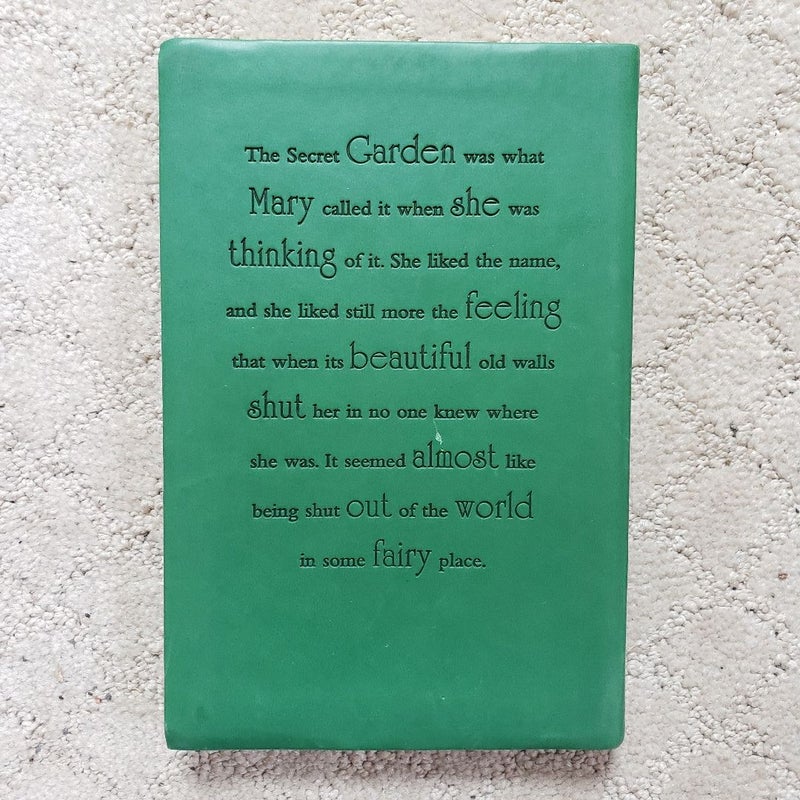 The Secret Garden was what
Mary called it when she was
thinking of it. She liked the name,
and she liked still more the feeling
that when its beautiful old walls
shut her in no one knew where
she was. It seemed almost like
being shut out of the world
in some fairy place.